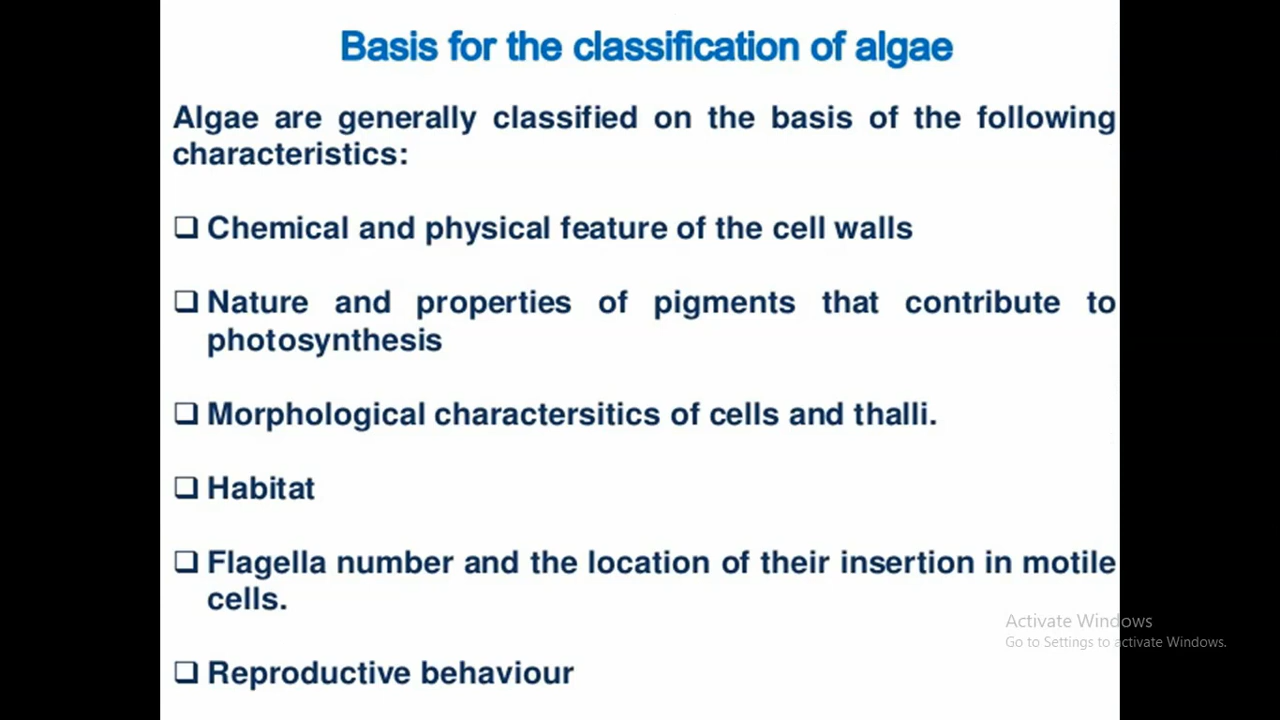 Basis for the classification of algae
Algae are generally classified on the basis of the following
characteristics:
❑ Chemical and physical feature of the cell walls
❑ Nature and properties of pigments that contribute to
photosynthesis
❑ Morphological charactersitics of cells and thalli.
❑ Habitat
❑ Flagella number and the location of their insertion in motile
cells.
Activate Windows
Go to Settings to activate Windows.
❑ Reproductive behaviour